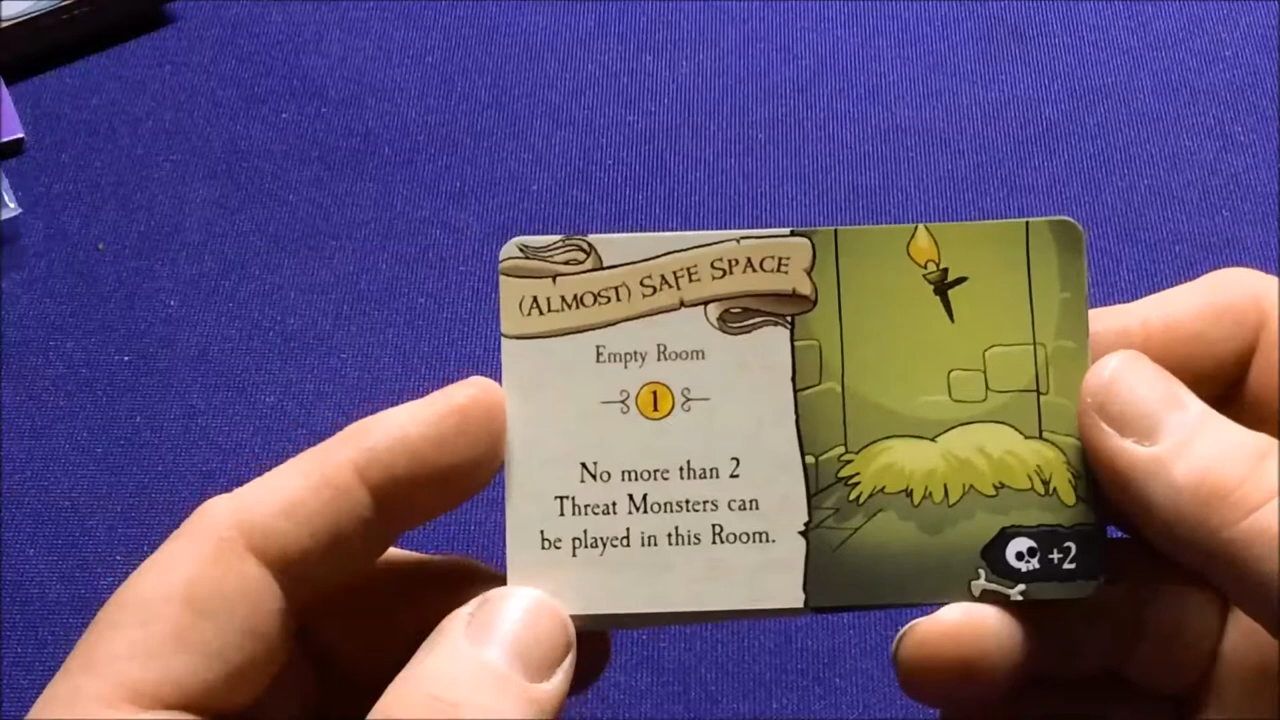 (ALMOST) SAFE SPACE
Empty Room
1
No more than 2
Threat Monsters can
be played in this Room.
+2